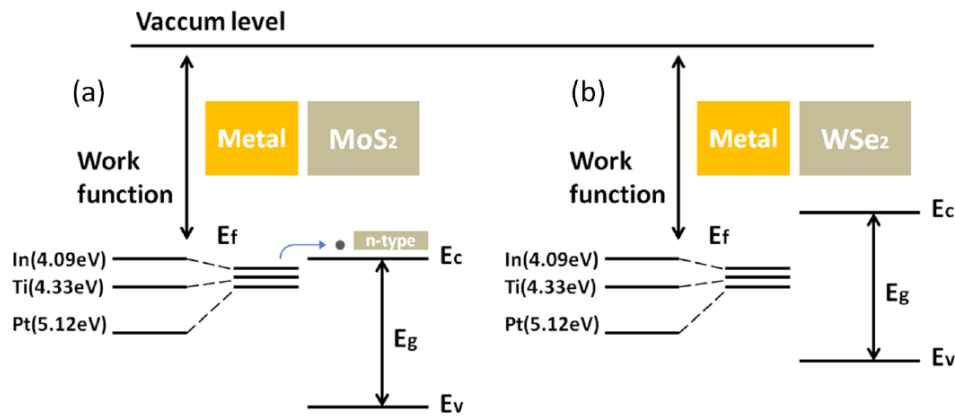 Vaccum level
(a)
Metal
MoS2
Work
function
Ef
n-type
In(4.09eV)
Ti(4.33eV)
Pt(5.12eV)
Ec
Eg
Ev
(b)
Metal
WSe2
Work
function
Ef
In(4.09eV)
Ti(4.33eV)
Pt(5.12eV)
Ec
Eg
Ev